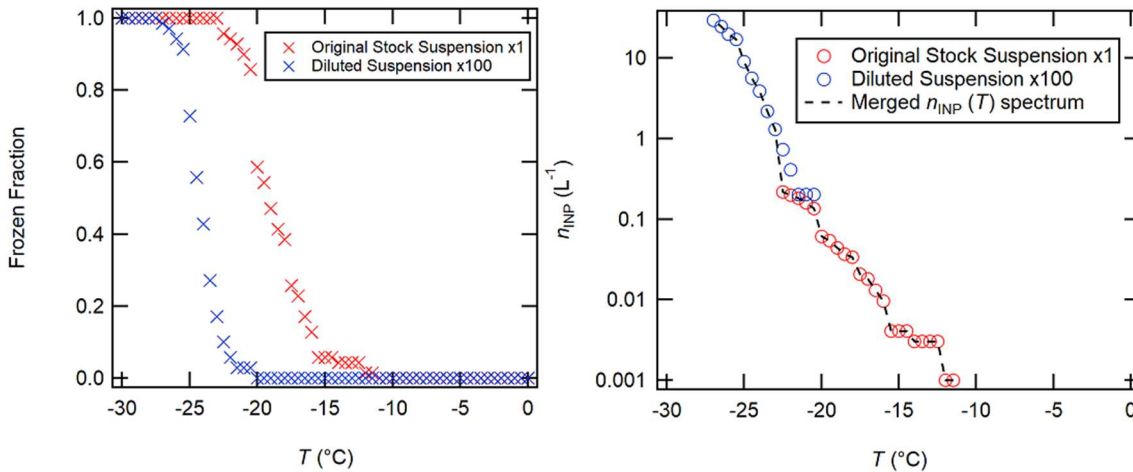 1.0
0.8
0.6
0.4
0.2
0.0
Frozen Fraction
Original Stock Suspension x1
Diluted Suspension x100
-30 -25 -20 -15 -10 -5 0
T (°C)
10
1
0.1
0.01
0.001
nINP (L-1)
Original Stock Suspension x1
Diluted Suspension x100
Merged nINP (T) spectrum
-30 -25 -20 -15 -10 -5 0
T (°C)